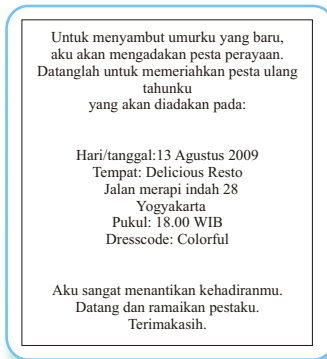 Untuk menyambut umurku yang baru,
aku akan mengadakan pesta perayaan.
Datanglah untuk memeriahkan pesta ulang
tahunku
yang akan diadakan pada:
Hari/tanggal:13 Agustus 2009
Tempat: Delicious Resto
Jalan merapi indah 28
Yogyakarta
Pukul: 18.00 WIB
Dresscode: Colorful
Aku sangat menantikan kehadiranmu.
Datang dan ramaikan pestaku.
Terimakasih.